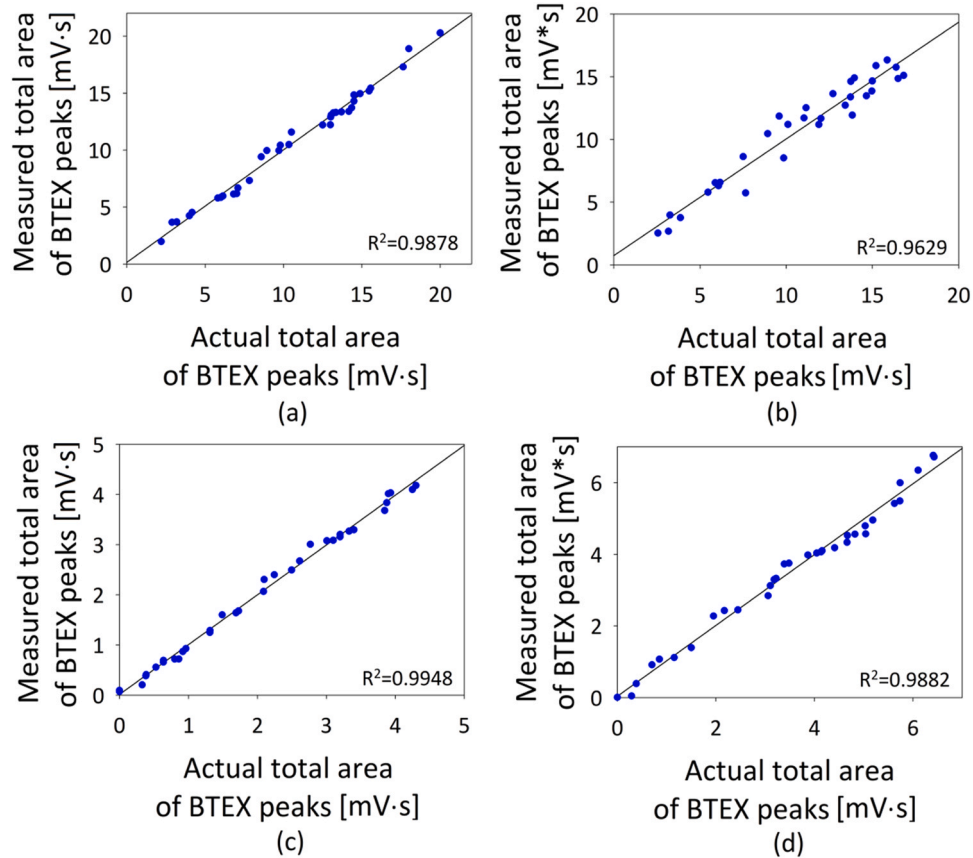 Measured total area
of BTEX peaks [mV·s]
20
15
10
5
0
R²=0.9878
0 5 10 15 20
Actual total area
of BTEX peaks [mV·s]
(a)
Measured total area
of BTEX peaks [mV*s]
20
15
10
5
0
R²=0.9629
0 5 10 15 20
Actual total area
of BTEX peaks [mV·s]
(b)
Measured total area
of BTEX peaks [mV·s]
5
4
3
2
1
0
R²=0.9948
0 1 2 3 4 5
Actual total area
of BTEX peaks [mV·s]
(c)
Measured total area
of BTEX peaks [mV*s]
6
4
2
0
R²=0.9882
0 2 4 6
Actual total area
of BTEX peaks [mV·s]
(d)